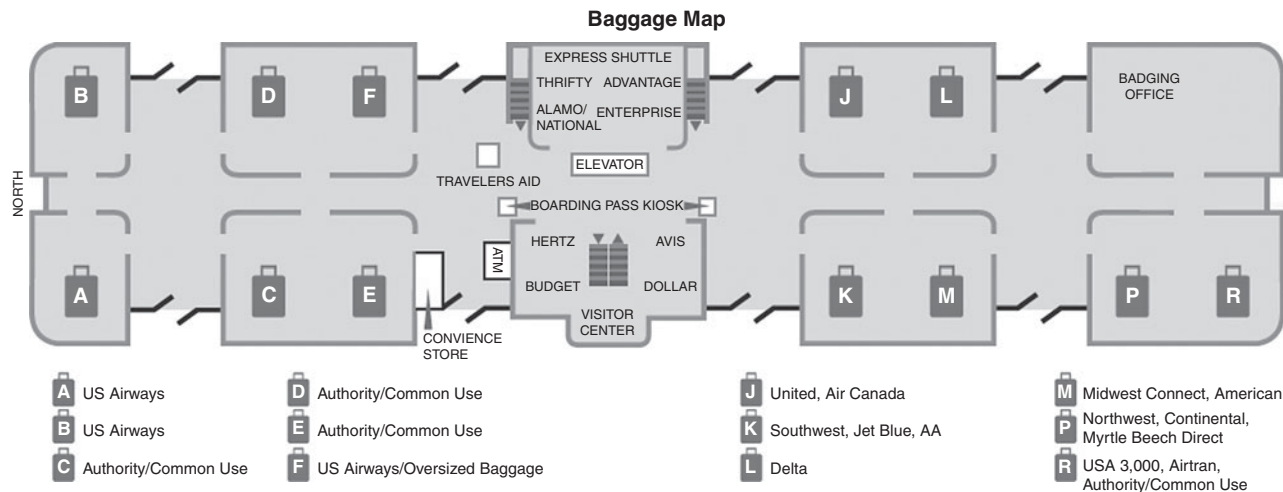 Baggage Map
EXPRESS SHUTTLE
THRIFTY
ADVANTAGE
ALAMO/
NATIONAL
ENTERPRISE
BADGING
OFFICE
B
D
F
J
L
ELEVATOR
TRAVELERS AID
NORTH
BOARDING PASS KIOSK
HERTZ
AVIS
ATM
BUDGET
DOLLAR
A
C
E
K
M
P
R
VISITOR
CENTER
CONVIENCE
STORE
A US Airways
B US Airways
C Authority/Common Use
D Authority/Common Use
E Authority/Common Use
F US Airways/Oversized Baggage
J United, Air Canada
K Southwest, Jet Blue, AA
L Delta
M Midwest Connect, American
P Northwest, Continental,
Myrtle Beech Direct
R USA 3,000, Airtran,
Authority/Common Use